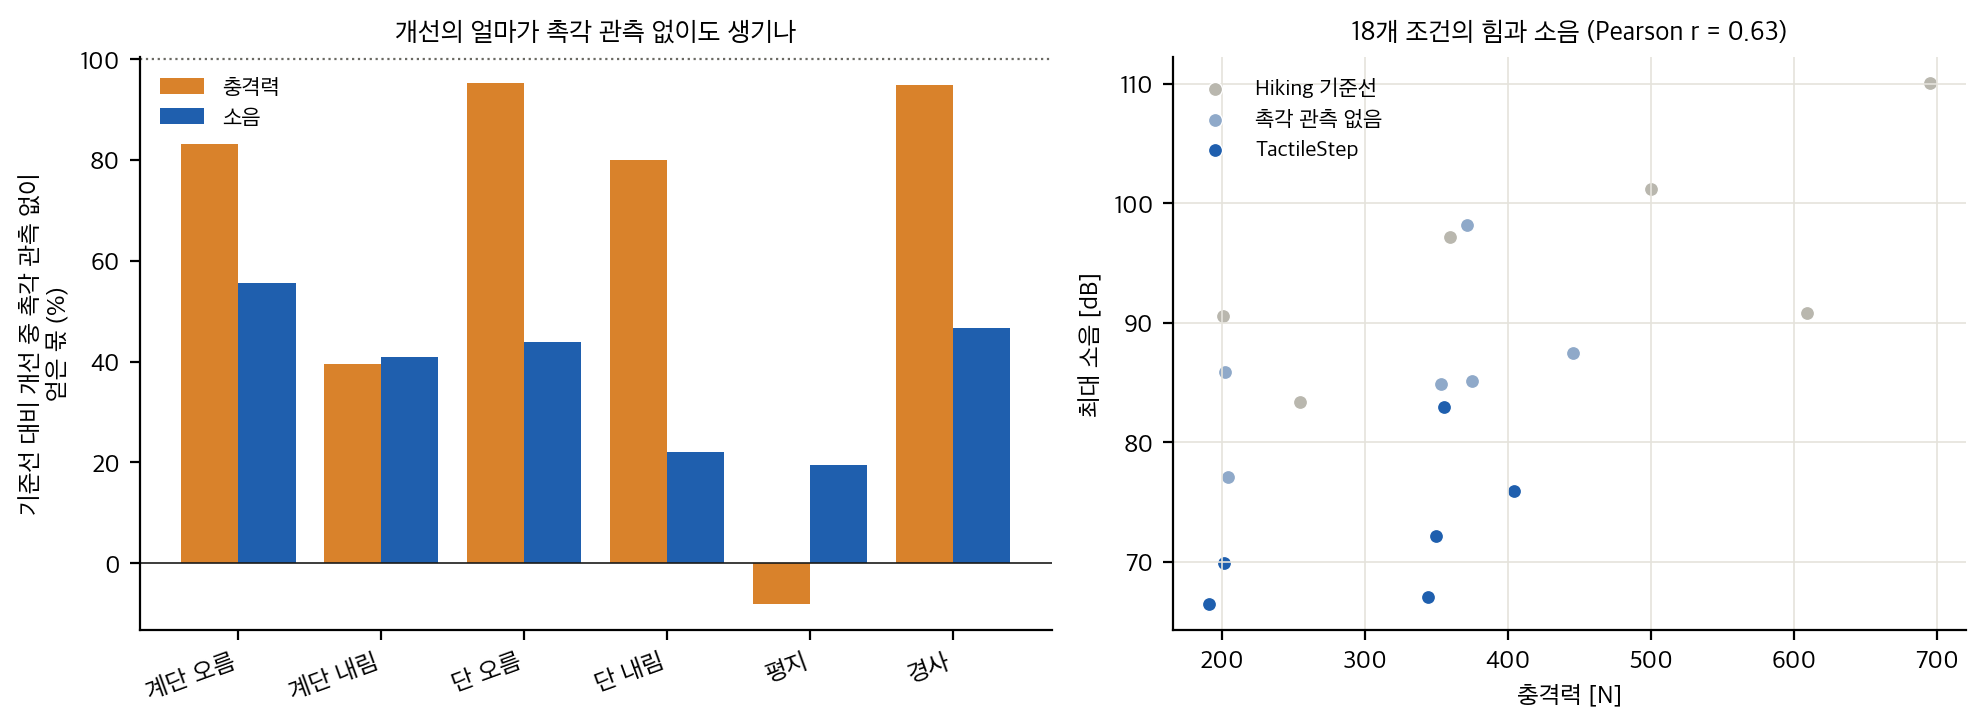 개선의 얼마가 촉각 관측 없이도 생기나
기준선 대비 개선 중 촉각 관측 없이
얻은 몫 (%)
100
80
60
40
20
0
충격력
소음
계단 오름
계단 내림
단 오름
단 내림
평지
경사
18개 조건의 힘과 소음 (Pearson r = 0.63)
최대 소음 [dB]
110
100
90
80
70
Hiking 기준선
촉각 관측 없음
TactileStep
200
300
400
500
600
700
충격력 [N]